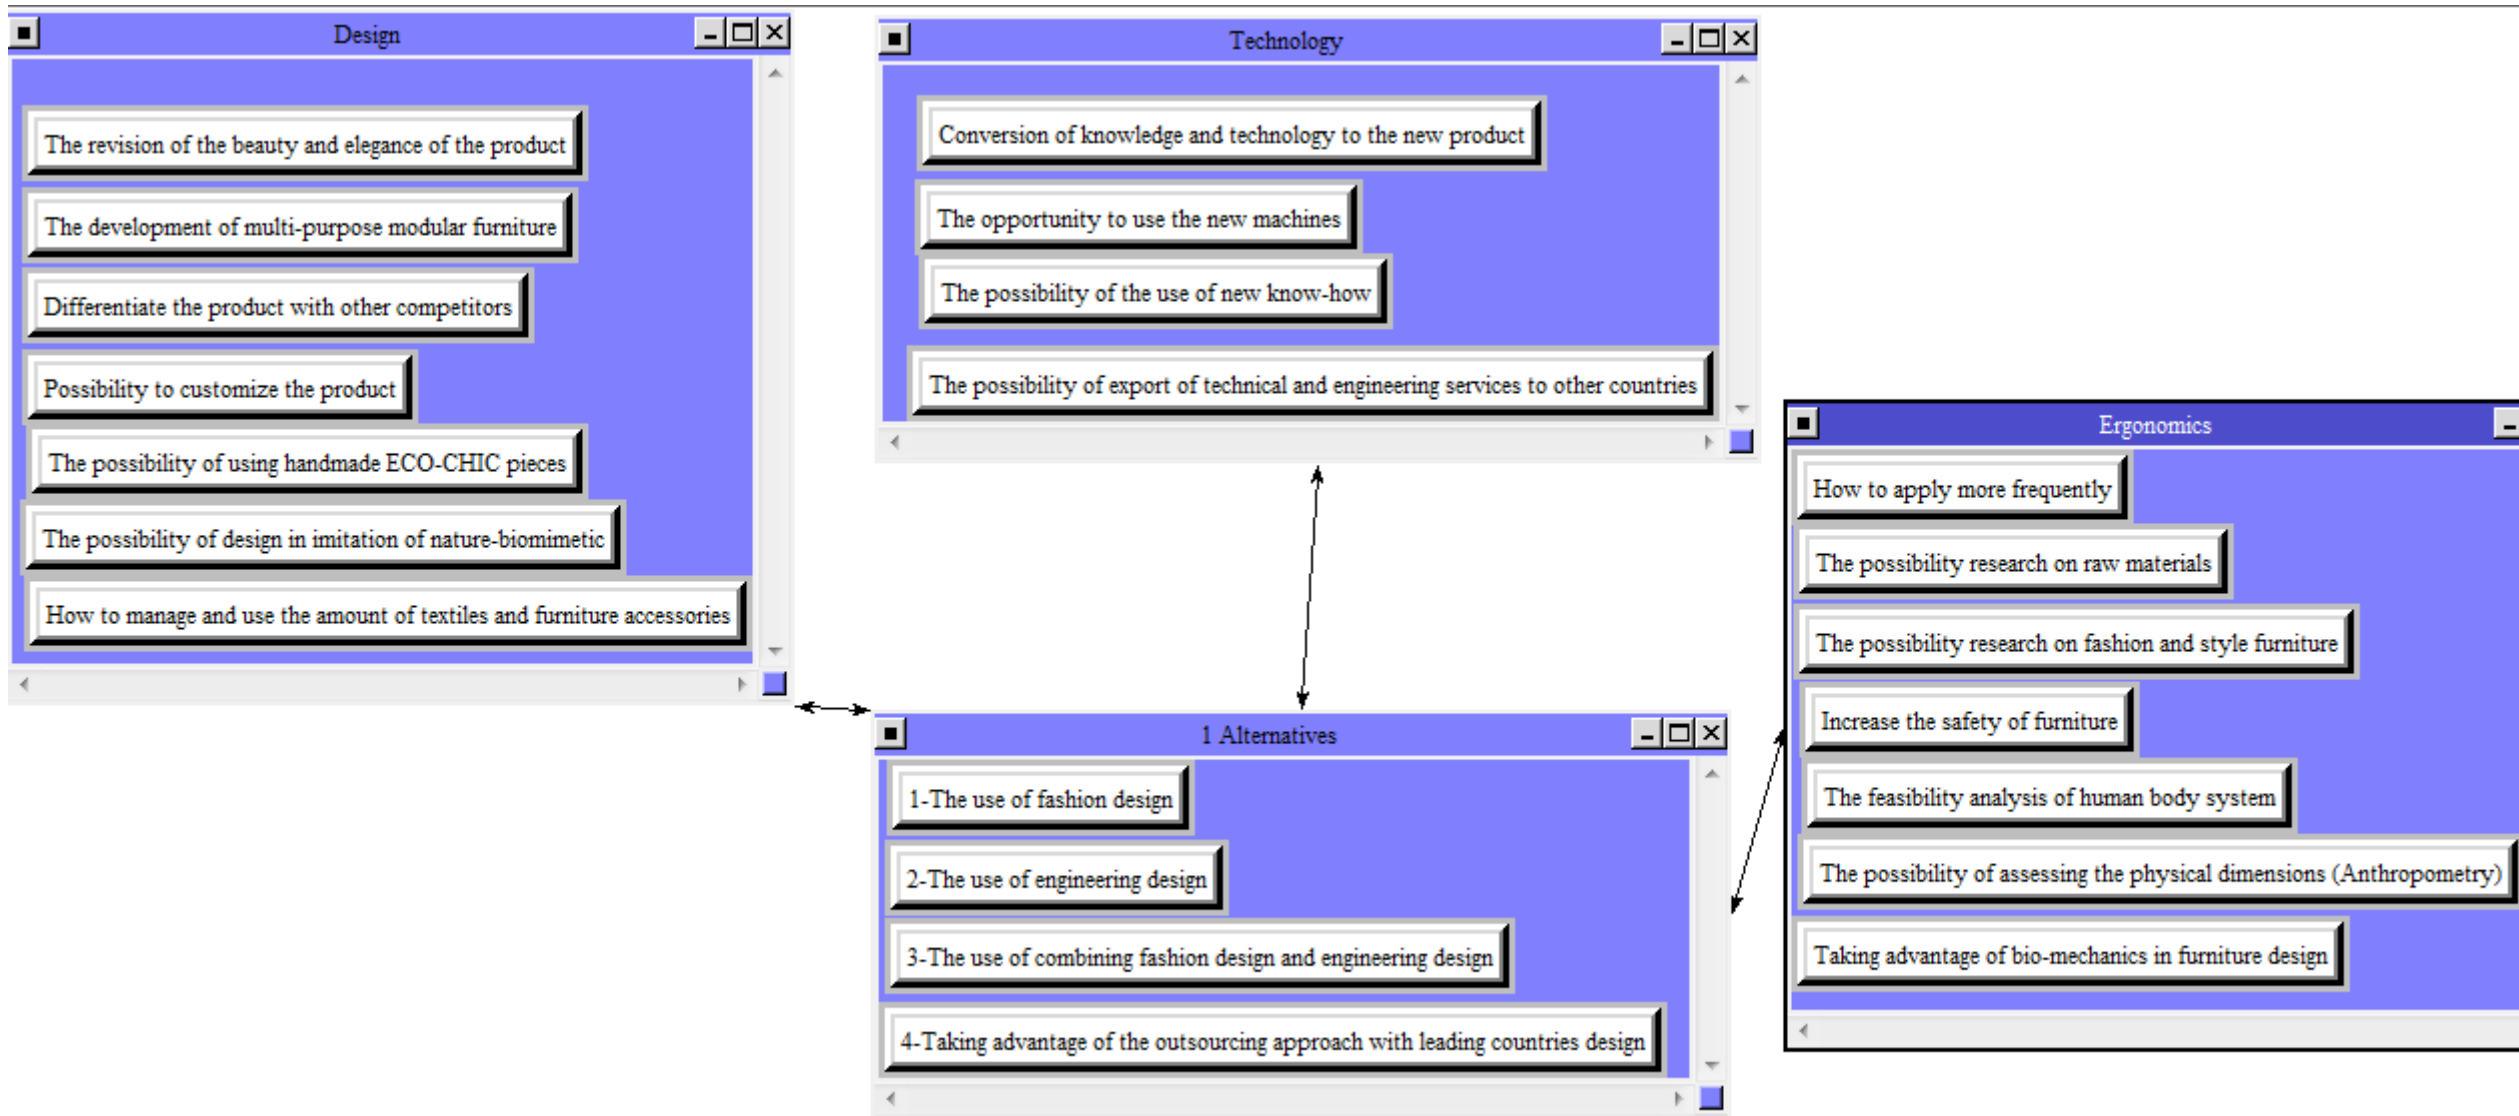 Design
The revision of the beauty and elegance of the product
The development of multi-purpose modular furniture
Differentiate the product with other competitors
Possibility to customize the product
The possibility of using handmade ECO-CHIC pieces
The possibility of design in imitation of nature-biomimetic
How to manage and use the amount of textiles and furniture accessories
Technology
Conversion of knowledge and technology to the new product
The opportunity to use the new machines
The possibility of the use of new know-how
The possibility of export of technical and engineering services to other countries
1 Alternatives
1-The use of fashion design
2-The use of engineering design
3-The use of combining fashion design and engineering design
4-Taking advantage of the outsourcing approach with leading countries design
Ergonomics
How to apply more frequently
The possibility research on raw materials
The possibility research on fashion and style furniture
Increase the safety of furniture
The feasibility analysis of human body system
The possibility of assessing the physical dimensions (Anthropometry)
Taking advantage of bio-mechanics in furniture design